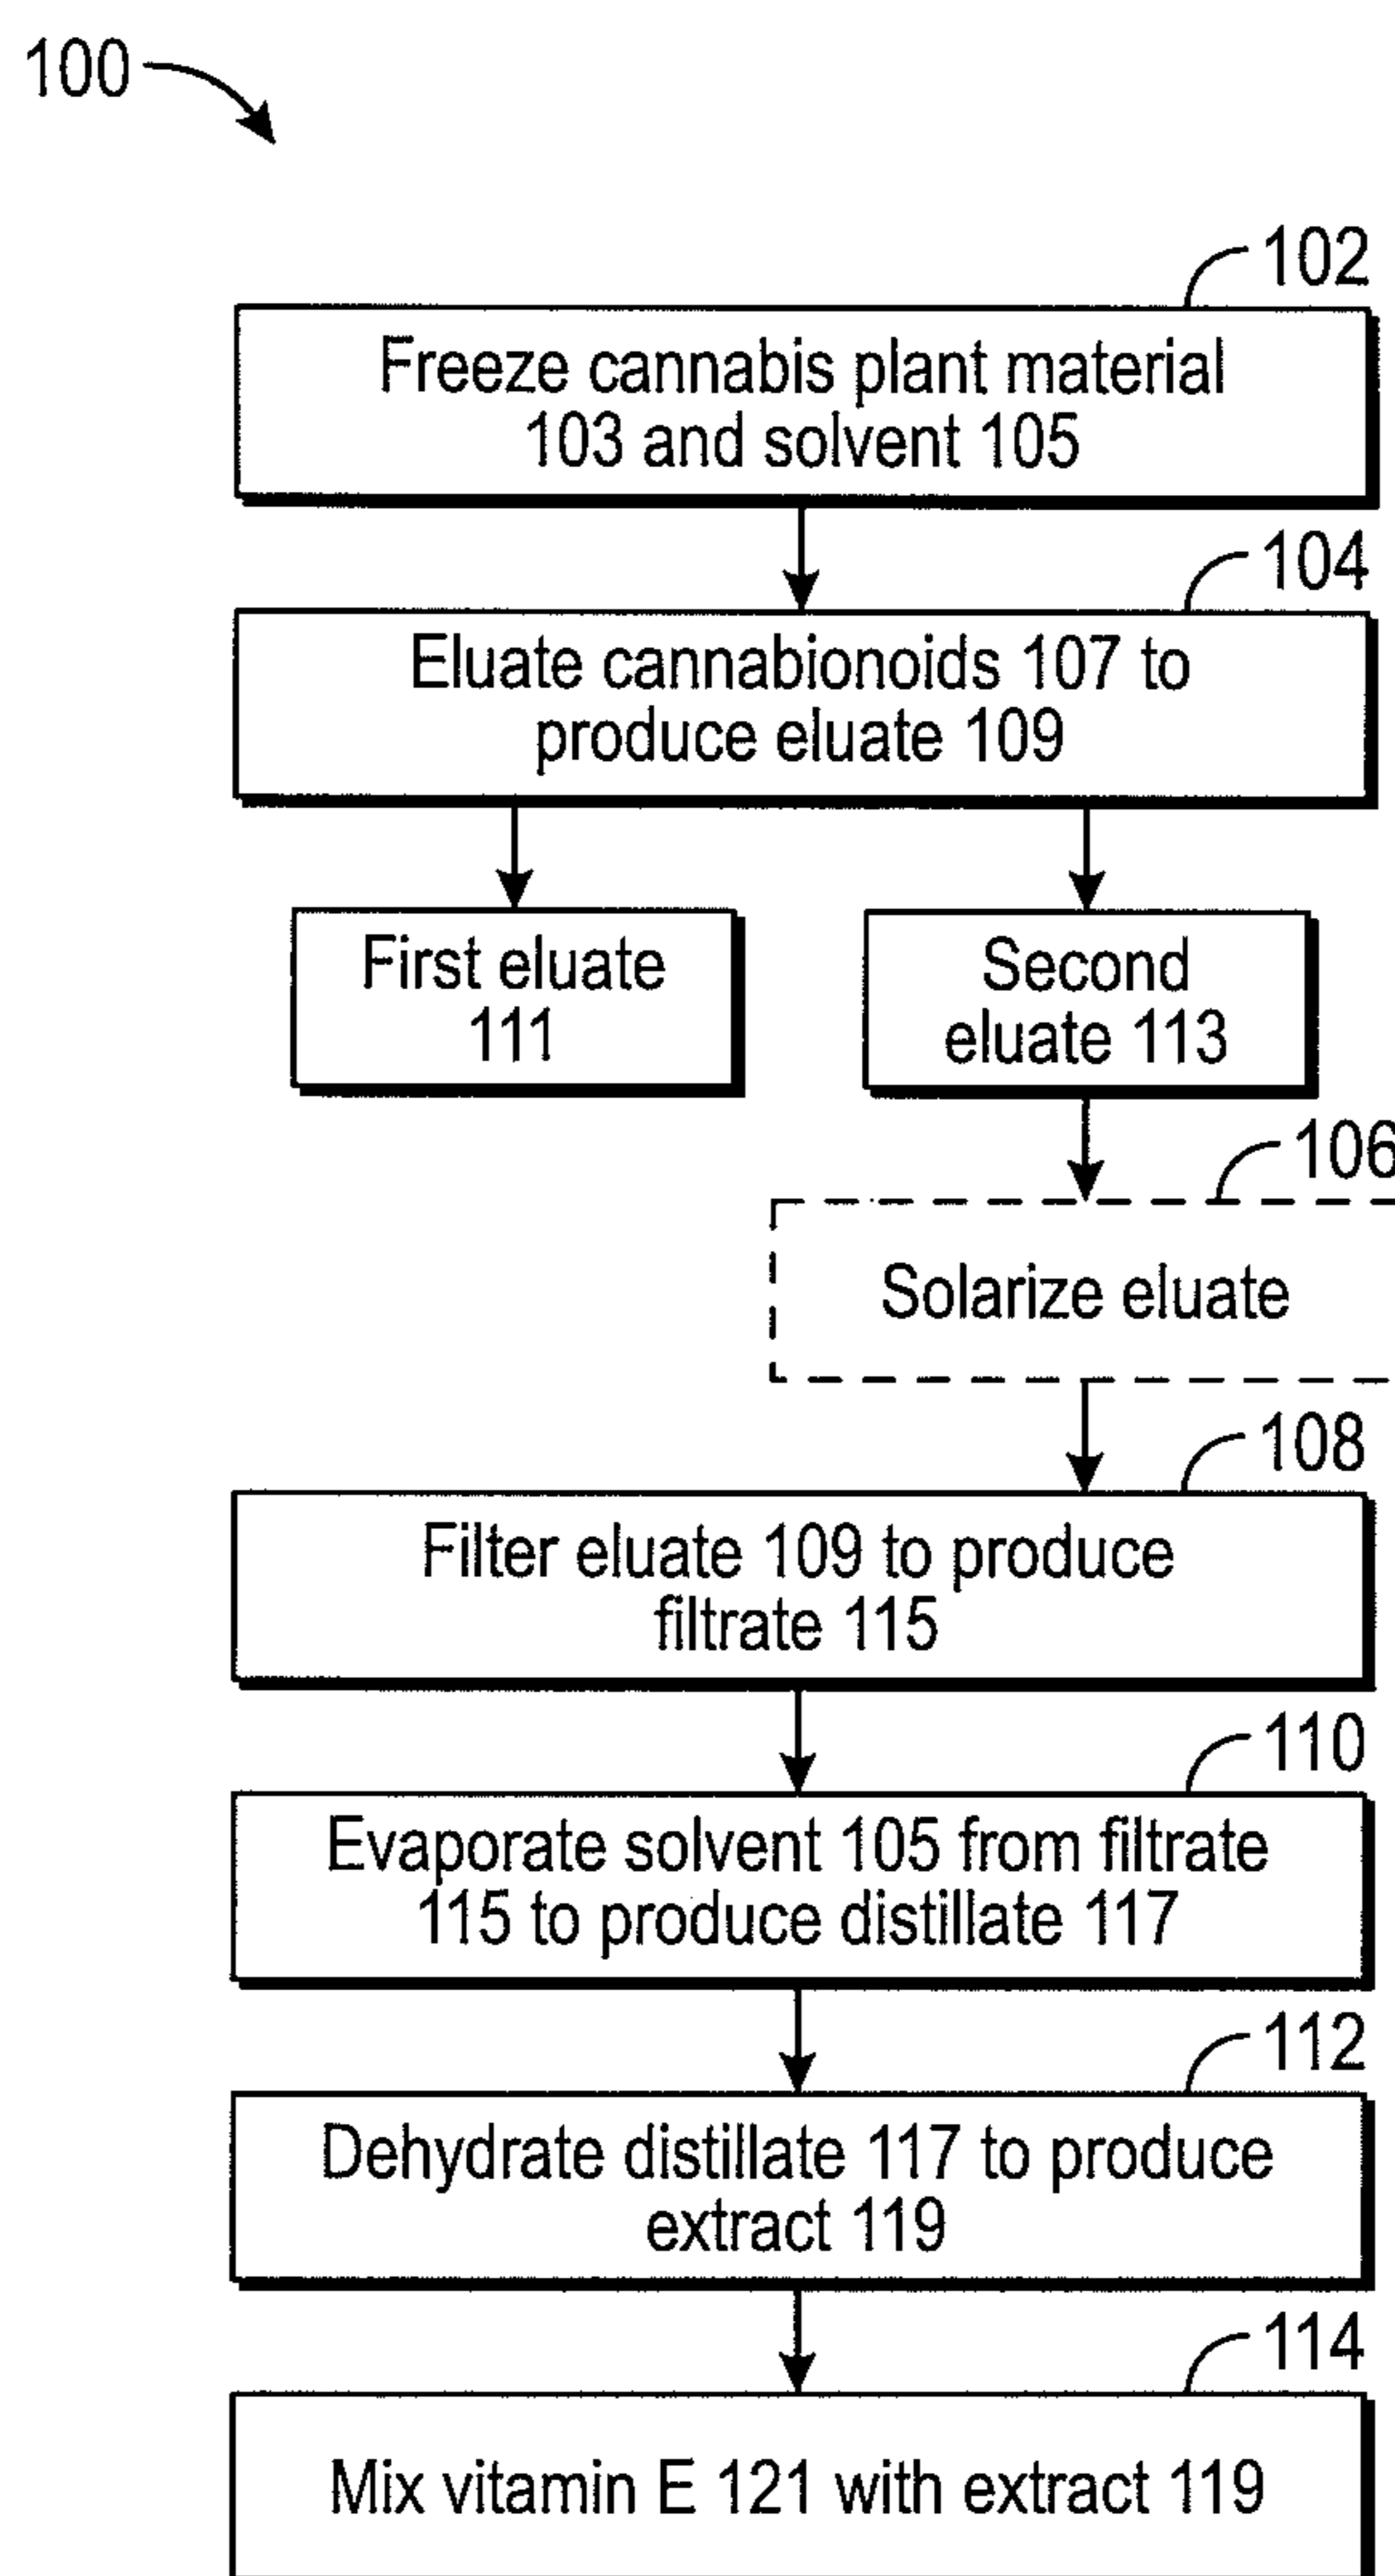 100
102
Freeze cannabis plant material
103 and solvent 105
104
Eluate cannabionoids 107 to
produce eluate 109
First eluate
111
Second
eluate 113
106
Solarize eluate
108
Filter eluate 109 to produce
filtrate 115
110
Evaporate solvent 105 from filtrate
115 to produce distillate 117
112
Dehydrate distillate 117 to produce
extract 119
114
Mix vitamin E 121 with extract 119